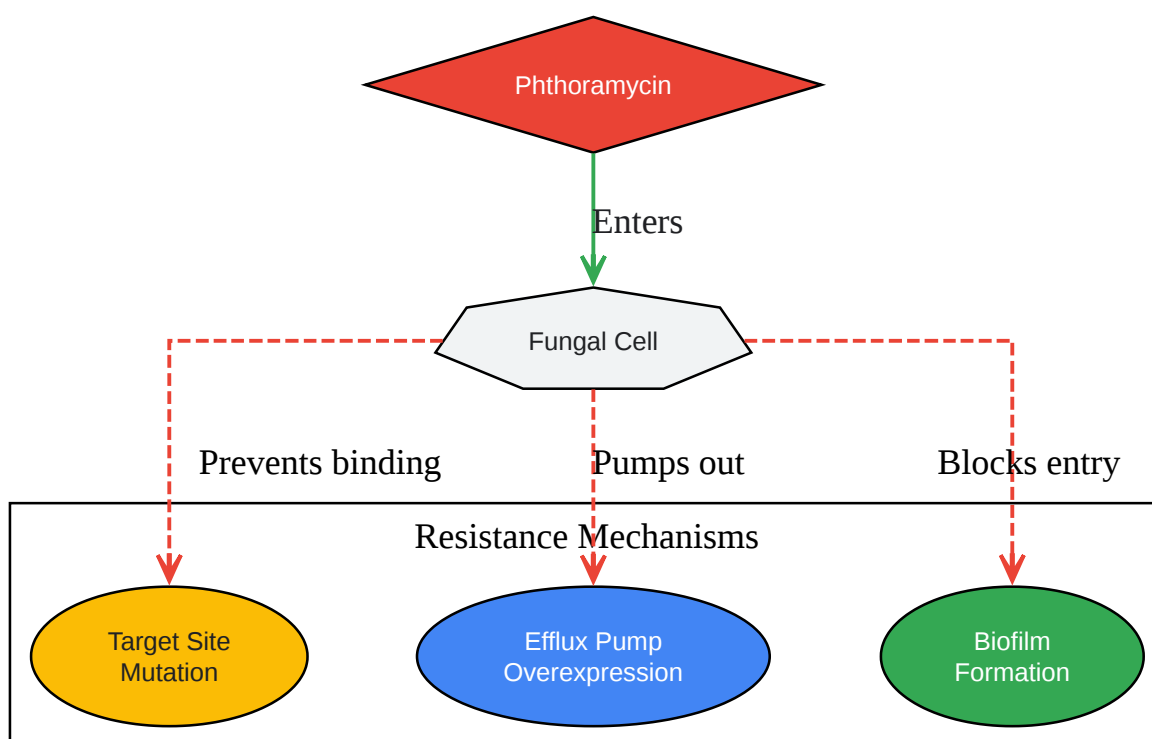 Phthoramycin
Enters
Fungal Cell
Prevents binding
Pumps out
Blocks entry
Resistance Mechanisms
Target Site
Mutation
Efflux Pump
Overexpression
Biofilm
Formation